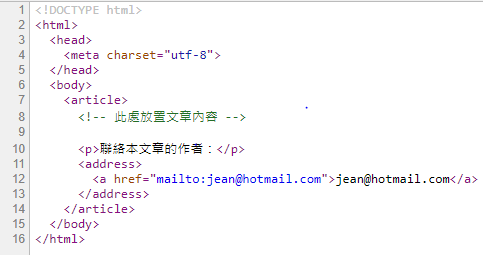 1 <!DOCTYPE html>
2 <html>
3 <head>
4 <meta charset="utf-8">
5 </head>
6 <body>
7 <article>
8 <!-- 此處放置文章內容 -->
9
10 <p>聯絡本文章的作者：</p>
11 <address>
12 <a href="mailto:jean@hotmail.com">jean@hotmail.com</a>
13 </address>
14 </article>
15 </body>
16 </html>